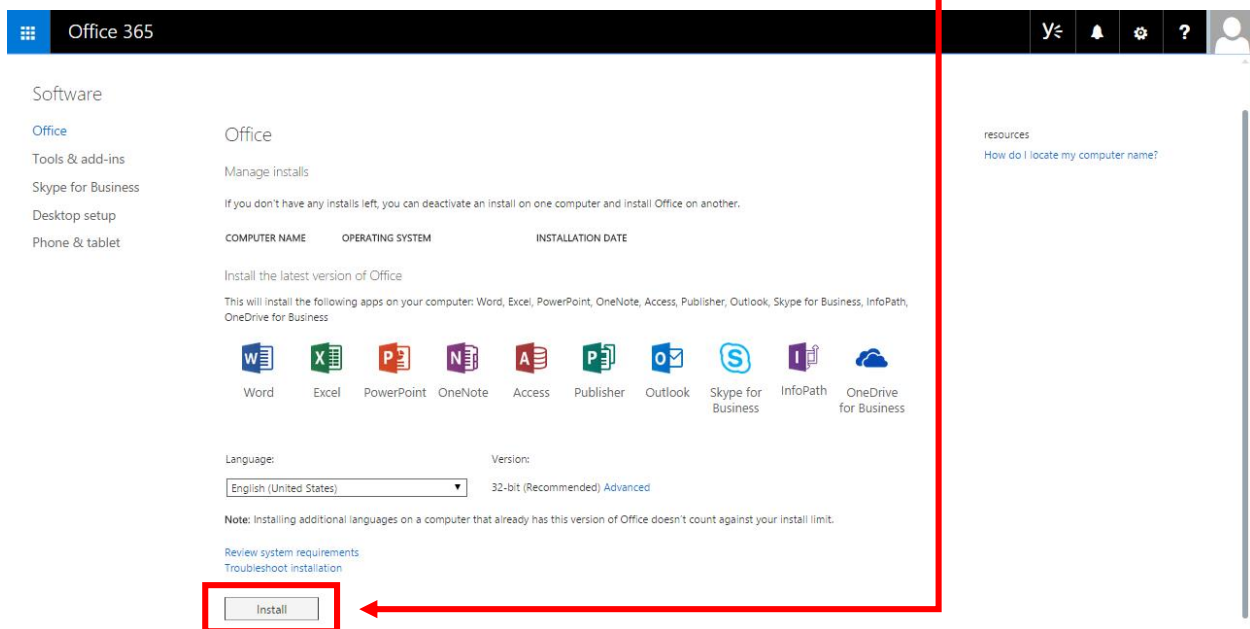 Office 365
?
Software
Office
Tools & add-ins
Skype for Business
Desktop setup
Phone & tablet
Office
Manage installs
If you don't have any installs left, you can deactivate an install on one computer and install Office on another.
COMPUTER NAME OPERATING SYSTEM INSTALLATION DATE
Install the latest version of Office
This will install the following apps on your computer: Word, Excel, PowerPoint, OneNote, Access, Publisher, Outlook, Skype for Business, InfoPath,
OneDrive for Business
Word Excel PowerPoint OneNote Access Publisher Outlook Skype for Business InfoPath OneDrive for Business
Language: Version:
English (United States) 32-bit (Recommended) Advanced
Note: Installing additional languages on a computer that already has this version of Office doesn't count against your install limit.
Review system requirements
Troubleshoot installation
Install
resources
How do I locate my computer name?